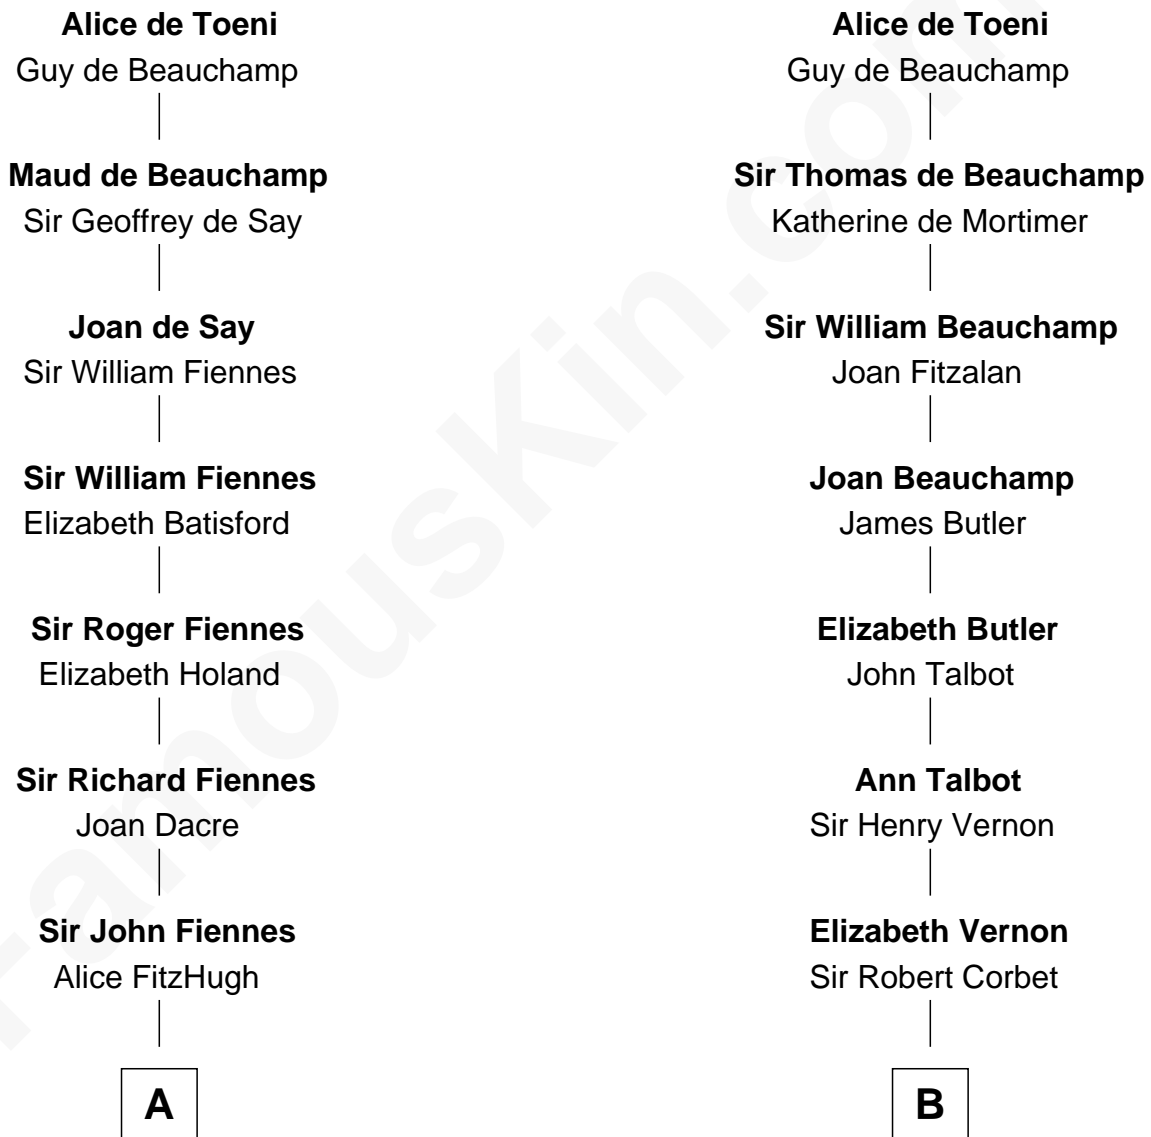 Alice de Toeni
Guy de Beauchamp
Maud de Beauchamp
Sir Geoffrey de Say
Joan de Say
Sir William Fiennes
Sir William Fiennes
Elizabeth Batisford
Sir Roger Fiennes
Elizabeth Holand
Sir Richard Fiennes
Joan Dacre
Sir John Fiennes
Alice FitzHugh
A
Alice de Toeni
Guy de Beauchamp
Sir Thomas de Beauchamp
Katherine de Mortimer
Sir William Beauchamp
Joan Fitzalan
Joan Beauchamp
James Butler
Elizabeth Butler
John Talbot
Ann Talbot
Sir Henry Vernon
Elizabeth Vernon
Sir Robert Corbet
B
FamousKin.com